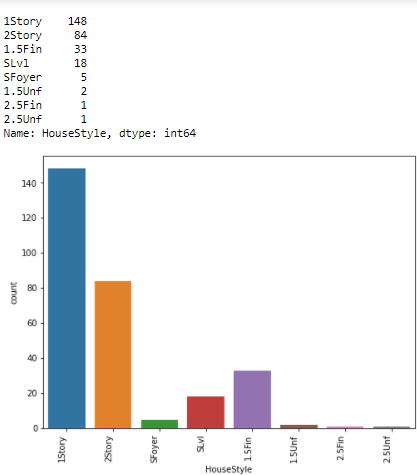 1Story 148
2Story 84
1.5Fin 33
SLvl 18
SFoyer 5
1.5Unf 2
2.5Fin 1
2.5Unf 1
Name: HouseStyle, dtype: int64
140
120
100
80
60
40
20
0
count
1Story
2Story
SFoyer
SLvl
1.5Fin
1.5Unf
2.5Fin
2.5Unf
HouseStyle